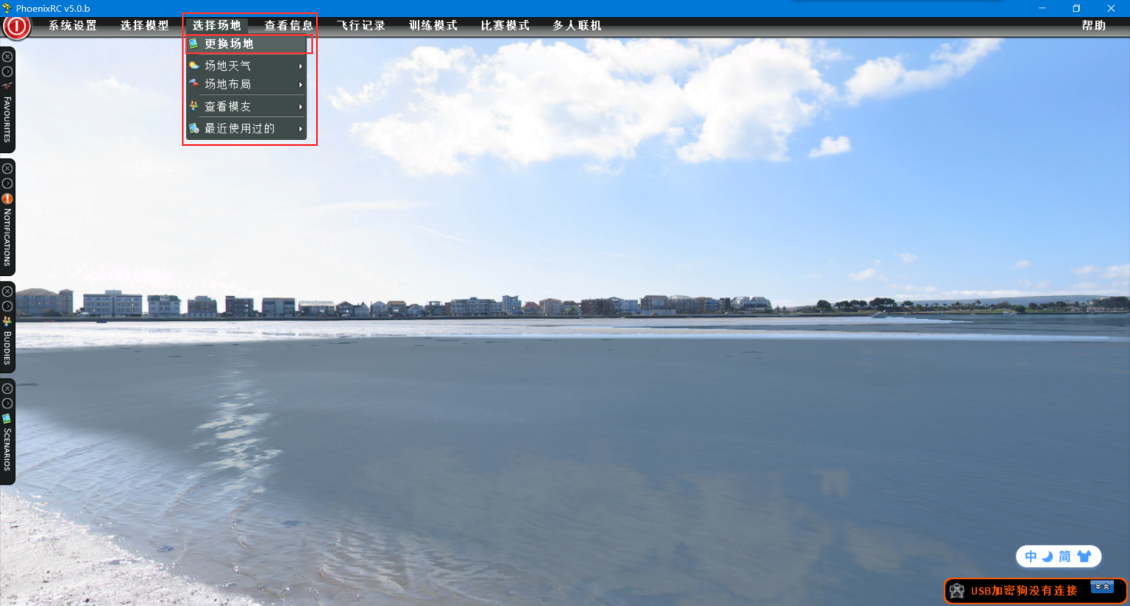 PhoenixRC v5.0.b
系统设置 选择模型 选择场地 查看信息 飞行记录 训练模式 比赛模式 多人联机 帮助
更换场地
场地天气
场地布局
查看模友
最近使用过的
FAVOURITES
NOTIFICATIONS
BUDDIES
SCENARIOS
中 简
USB加密狗没有连接